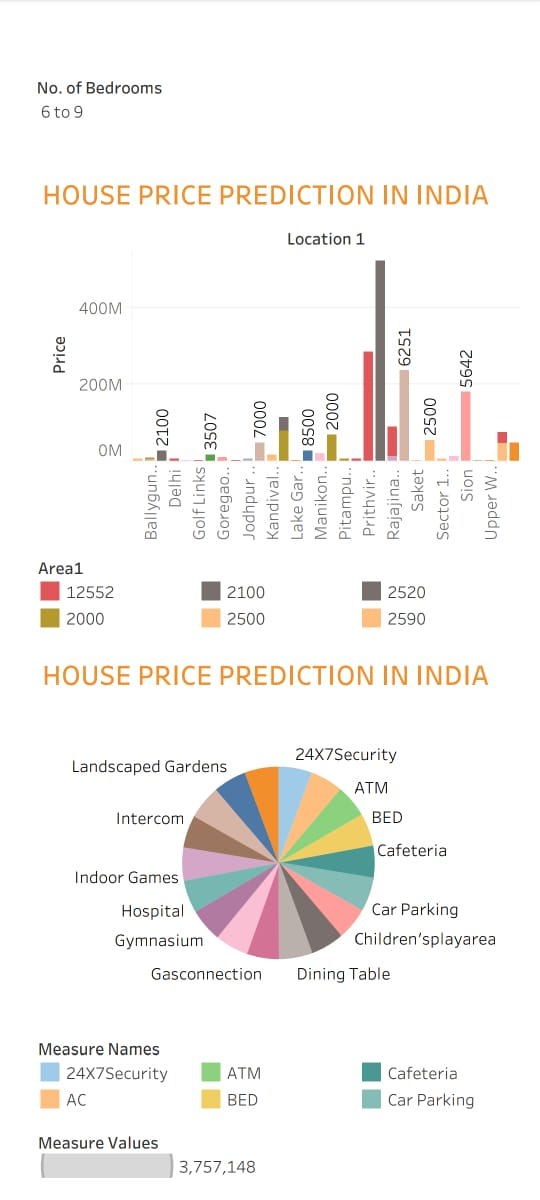 No. of Bedrooms
6 to 9
HOUSE PRICE PREDICTION IN INDIA
Location 1
Price
400M
200M
0M
2100
3507
7000
8500
2000
6251
2500
5642
Ballygun..
Delhi
Golf Links
Goregao..
Jodhpur ..
Kandival..
Lake Gar..
Manikon..
Pitampu..
Prithvir..
Rajajina..
Saket
Sector 1..
Sion
Upper W..
Area1
12552 2100 2520
2000 2500 2590
HOUSE PRICE PREDICTION IN INDIA
24X7Security
Landscaped Gardens
ATM
BED
Intercom
Cafeteria
Indoor Games
Car Parking
Hospital
Children'splayarea
Gymnasium
Gasconnection
Dining Table
Measure Names
24X7Security ATM Cafeteria
AC BED Car Parking
Measure Values
3,757,148